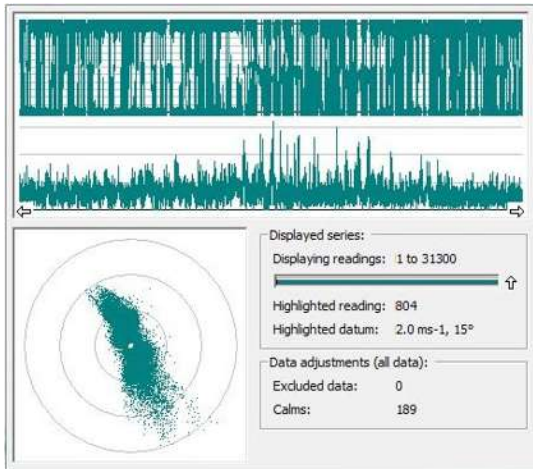 Displayed series:
Displaying readings: 1 to 31300
Highlighted reading: 804
Highlighted datum: 2.0 ms-1, 15°
Data adjustments (all data):
Excluded data: 0
Calms: 189